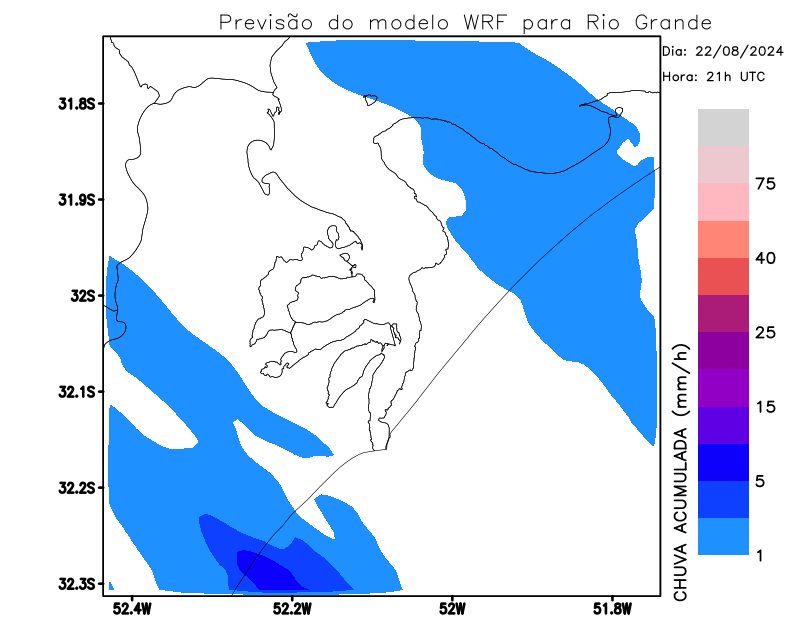 Previsão do modelo WRF para Rio Grande
Dia: 22/08/2024
Hora: 21h UTC
31.8S
31.9S
32S
32.1S
32.2S
32.3S
52.4W
52.2W
52W
51.8W
75
40
25
15
5
1
CHUVA ACUMULADA (mm/h)